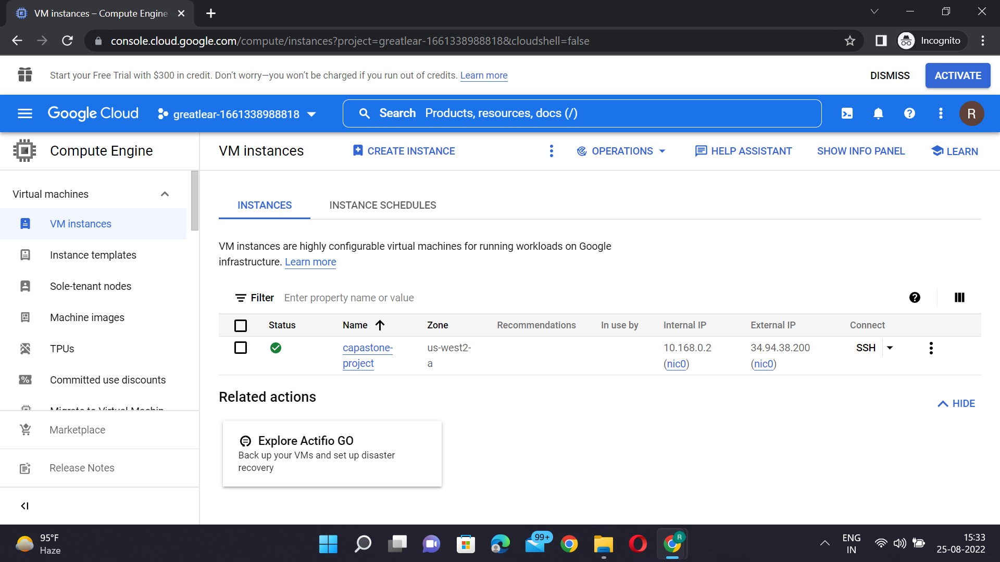 VM instances – Compute Engine
console.cloud.google.com/compute/instances?project=greatlear-1661338988818&cloudshell=false
Incognito
Start your Free Trial with $300 in credit. Don’t worry—you won’t be charged if you run out of credits. Learn more
DISMISS
ACTIVATE
Google Cloud
greatlear-1661338988818
Search Products, resources, docs (/)
R
Compute Engine
VM instances
CREATE INSTANCE
OPERATIONS
HELP ASSISTANT
SHOW INFO PANEL
LEARN
Virtual machines
VM instances
Instance templates
Sole-tenant nodes
Machine images
TPUs
Committed use discounts
Migrate to Virtual Machin
Marketplace
Release Notes
INSTANCES
INSTANCE SCHEDULES
VM instances are highly configurable virtual machines for running workloads on Google
infrastructure. Learn more
Filter Enter property name or value
Status Name Zone Recommendations In use by Internal IP External IP Connect
capastone- us-west2- 10.168.0.2 34.94.38.200 SSH
project a (nic0) (nic0)
Related actions
HIDE
Explore Actifio GO
Back up your VMs and set up disaster
recovery
95°F
Haze
99+
R
ENG
IN
15:33
25-08-2022